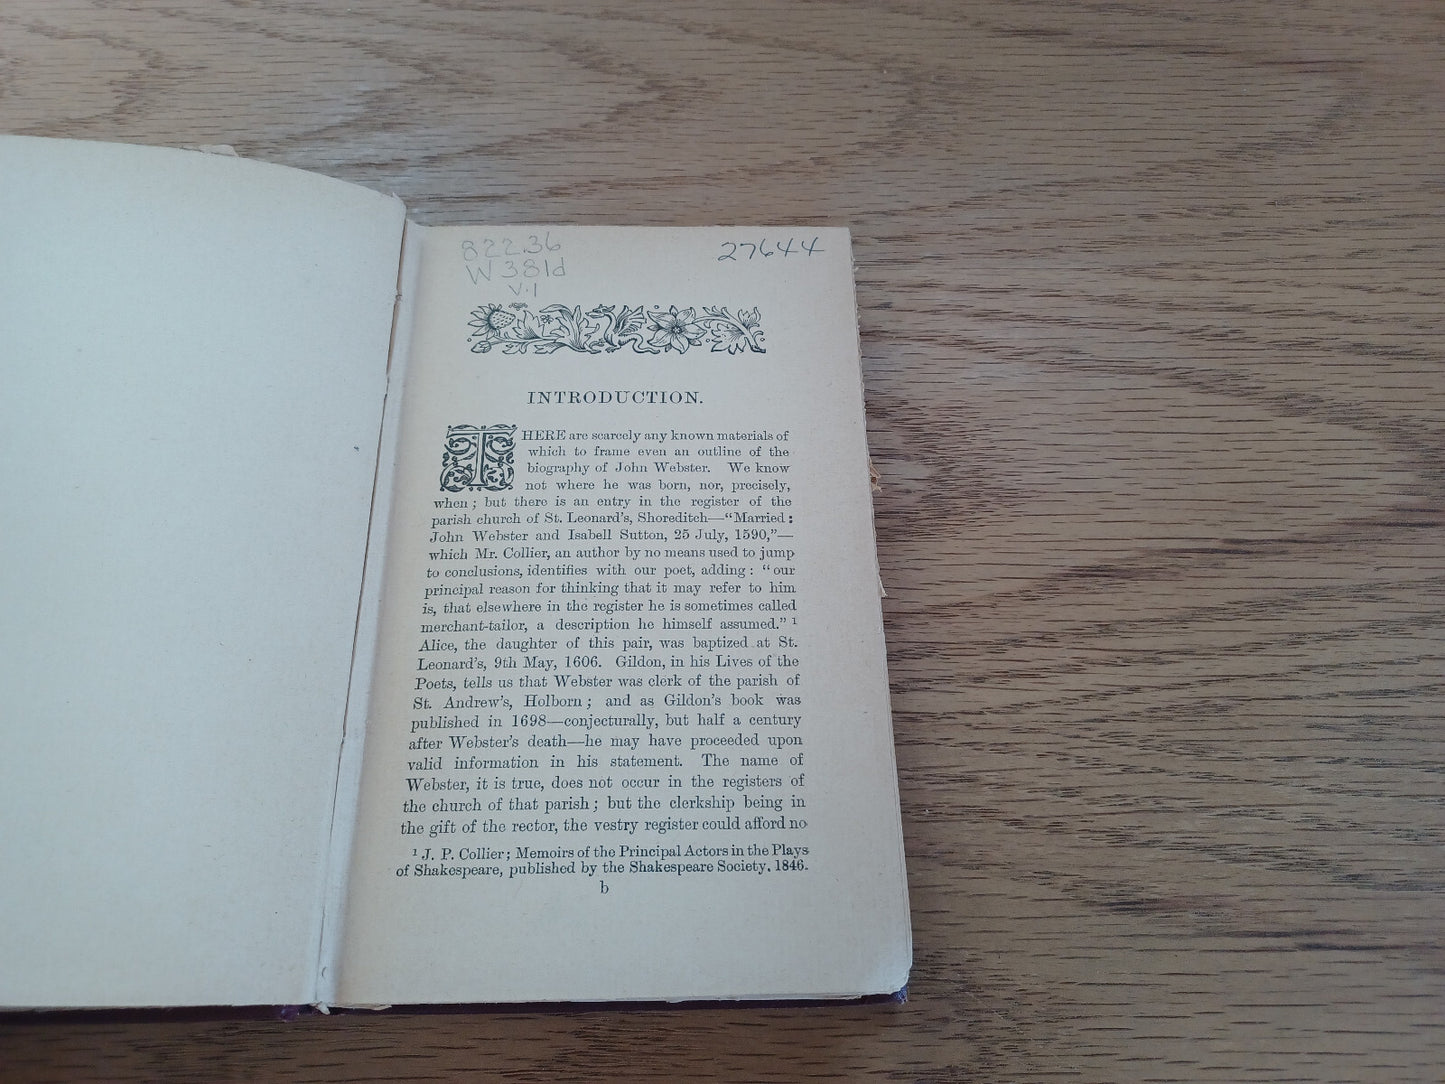 822.36
27644
W381d
v.1
INTRODUCTION.
THERE are scarcely any known materials of
which to frame even an outline of the
biography of John Webster. We know
not where he was born, nor, precisely,
when; but there is an entry in the register of the
parish church of St. Leonard's, Shoreditch—“Married:
John Webster and Isabell Sutton, 25 July, 1590,”—
which Mr. Collier, an author by no means used to jump
to conclusions, identifies with our poet, adding: “our
principal reason for thinking that it may refer to him
is, that elsewhere in the register he is sometimes called
merchant-tailor, a description he himself assumed.” ¹
Alice, the daughter of this pair, was baptized at St.
Leonard's, 9th May, 1606. Gildon, in his Lives of the
Poets, tells us that Webster was clerk of the parish of
St. Andrew's, Holborn; and as Gildon's book was
published in 1698—conjecturally, but half a century
after Webster's death—he may have proceeded upon
valid information in his statement. The name of
Webster, it is true, does not occur in the registers of
the church of that parish; but the clerkship being in
the gift of the rector, the vestry register could afford no
¹ J. P. Collier; Memoirs of the Principal Actors in the Plays
of Shakespeare, published by the Shakespeare Society. 1846.
b